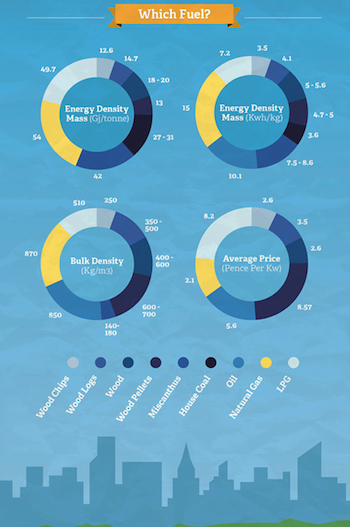 Which Fuel?
12.6
14.7
18 - 20
13
27 - 31
42
54
49.7
Energy Density
Mass (Gj/tonne)
3.5
4.1
5 - 5.6
4.7 - 5
3.6
7.5 - 8.6
10.1
15
7.2
Energy Density
Mass (Kwh/kg)
250
350 -
500
400 -
600
600 -
700
140-
180
850
870
510
Bulk Density
(Kg/m3)
2.6
3.5
2.6
8.57
5.6
2.1
8.2
Average Price
(Pence Per Kw)
Wood Chips
Wood Logs
Wood
Wood Pellets
Miscanthus
House Coal
Oil
Natural Gas
LPG